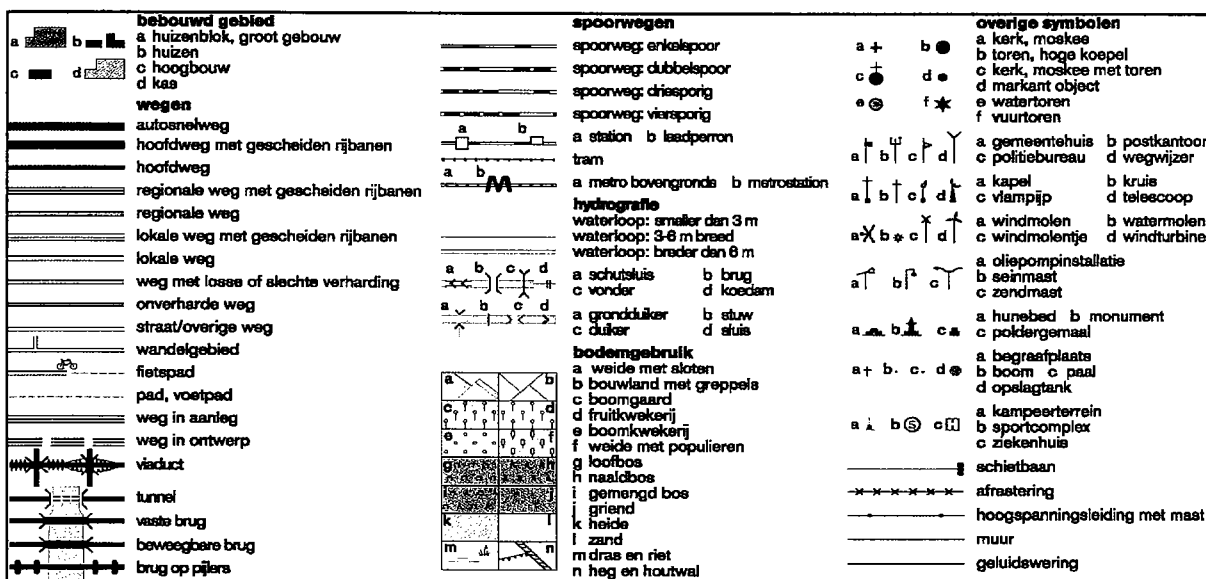 bebouwd gebied
a b a huizenblok, groot gebouw
b huizen
c d c hoogbouw
d kas
wegen
autosnelweg
hoofdweg met gescheiden rijbanen
hoofdweg
regionale weg met gescheiden rijbanen
regionale weg
lokale weg met gescheiden rijbanen
lokale weg
weg met losse of slechte verharding
onverharde weg
straat/overige weg
wandelgebied
fietspad
pad, voetpad
weg in aanleg
weg in ontwerp
viaduct
tunnel
vaste brug
beweegbare brug
brug op pijlers
spoorwegen
spoorweg: enkelspoor
spoorweg: dubbelspoor
spoorweg: driesporig
spoorweg: viersporig
a b
a station b laadperron
tram
a b
a metro bovengronds b metrostation
hydrografie
waterloop: smaller dan 3 m
waterloop: 3-6 m breed
waterloop: breder dan 6 m
a b c d
a schutsluis b brug
c vonder d koedam
a b c d
a grondduiker b stuw
c duiker d sluis
bodemgebruik
a b a weide met sloten
b bouwland met greppels
c d c boomgaard
d fruitkwekerij
e f e boomkwekerij
f weide met populieren
g h g loofbos
h naaldbos
i j i gemengd bos
j griend
k l k heide
l zand
m n m dras en riet
n heg en houtwal
overige symbolen
a b a kerk, moskee
b toren, hoge koepel
c d c kerk, moskee met toren
d markant object
e f e watertoren
f vuurtoren
a b c d a gemeentehuis b postkantoor
c politiebureau d wegwijzer
a b c d a kapel b kruis
c vlampijp d telescoop
a b c d a windmolen b watermolen
c windmolentje d windturbine
a b c a oliepompinstallatie
b seinmast
c zendmast
a b c a hunebed b monument
c poldergemaal
a b c d a begraafplaats
b boom c paal
d opslagtank
a b S c a kampeerterrein
b sportcomplex
c ziekenhuis
schietbaan
afrastering
hoogspanningsleiding met mast
muur
geluidswering